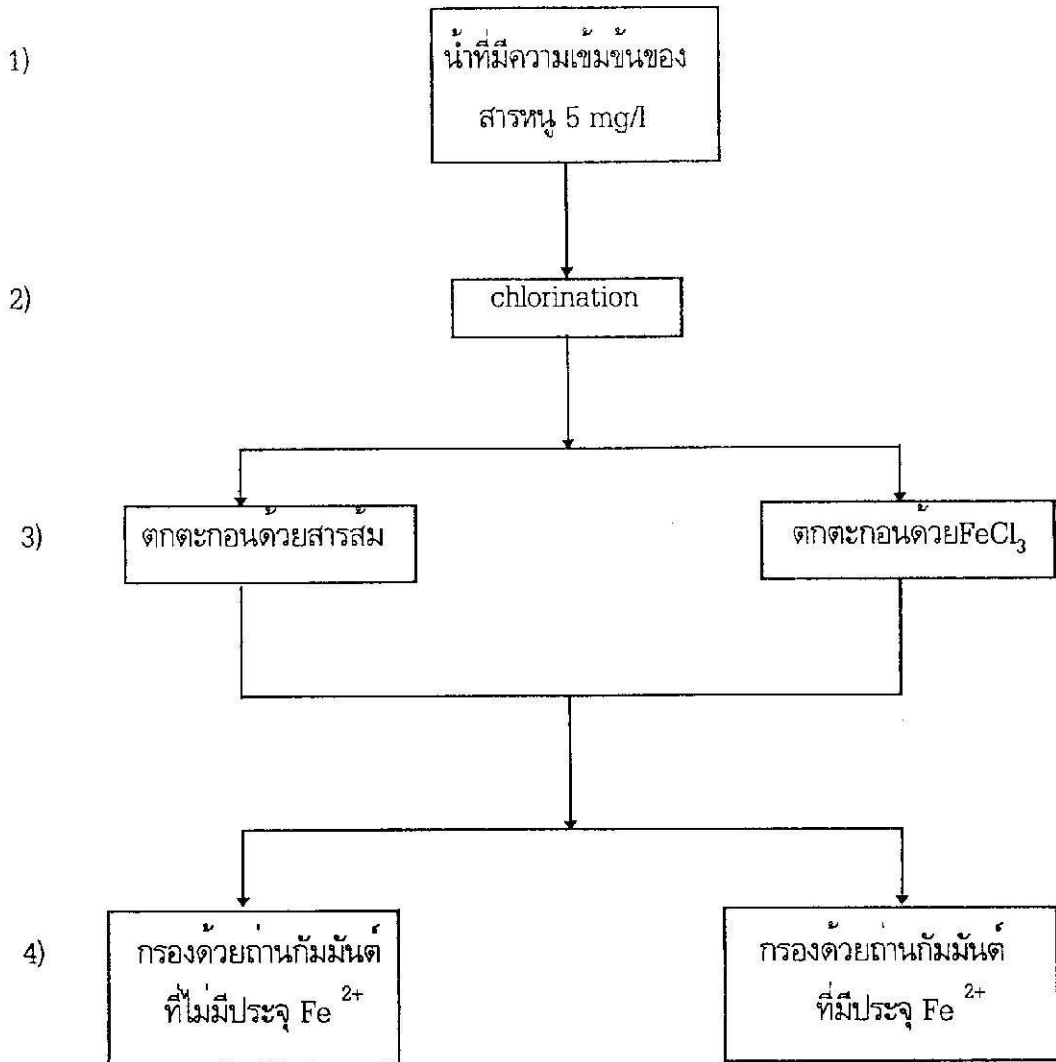 1)
น้ำที่มีความเข้มข้นของ
สารหนู 5 mg/l
2)
chlorination
3)
ตกตะกอนด้วยสารส้ม
ตกตะกอนด้วยFeCl₃
4)
กรองด้วยถ่านกัมมันต์
ที่ไม่มีประจุ Fe ²⁺
กรองด้วยถ่านกัมมันต์
ที่มีประจุ Fe ²⁺